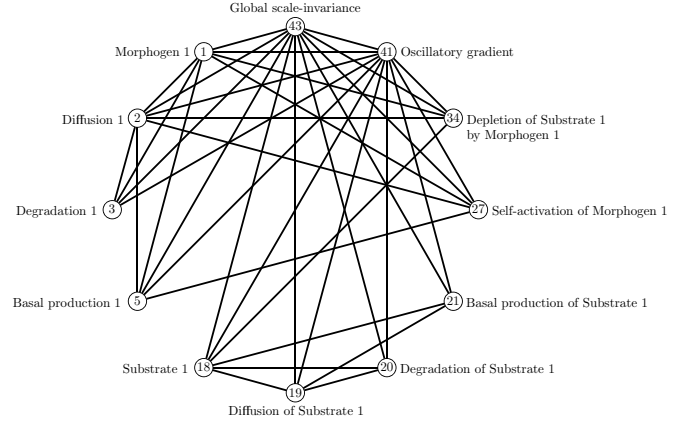 Global scale-invariance
43
Morphogen 1
1
41
Oscillatory gradient
Diffusion 1
2
34
Depletion of Substrate 1
by Morphogen 1
Degradation 1
3
27
Self-activation of Morphogen 1
Basal production 1
5
21
Basal production of Substrate 1
Substrate 1
18
20
Degradation of Substrate 1
19
Diffusion of Substrate 1